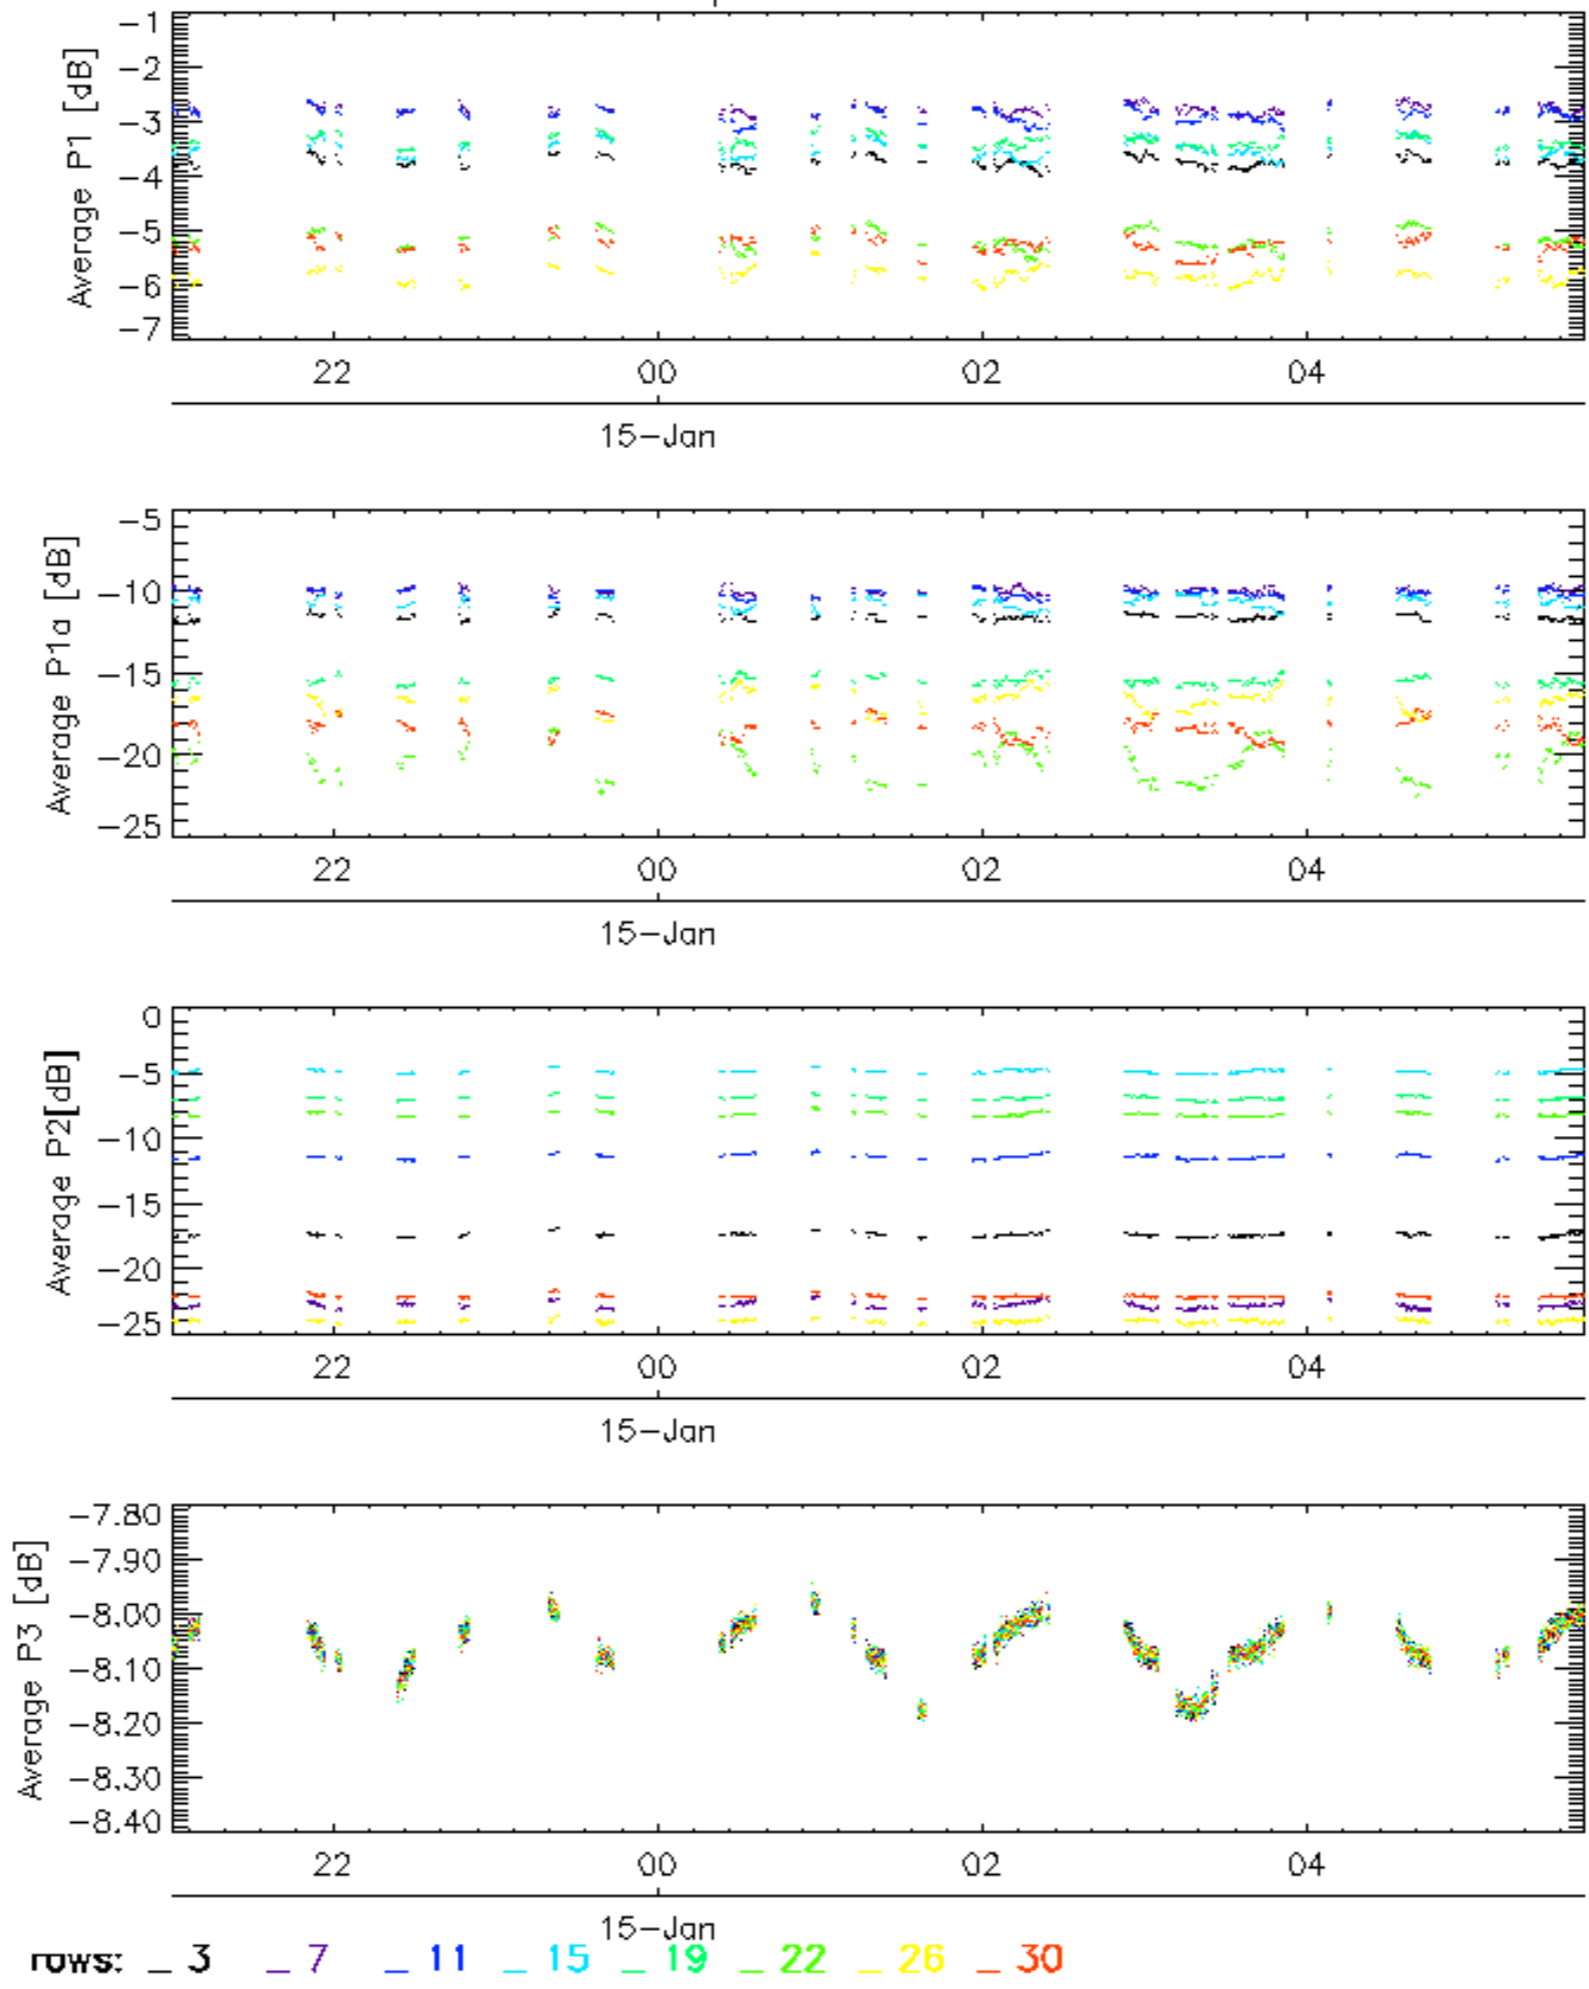 Average P1 [dB]
-1
-2
-3
-4
-5
-6
-7
22 00 02 04
15-Jan
Average P1a [dB]
-5
-10
-15
-20
-25
22 00 02 04
15-Jan
Average P2[dB]
0
-5
-10
-15
-20
-25
22 00 02 04
15-Jan
Average P3 [dB]
-7.80
-7.90
-8.00
-8.10
-8.20
-8.30
-8.40
22 00 02 04
15-Jan
rows: _ 3 _ 7 _ 11 _ 15 _ 19 _ 22 _ 26 _ 30